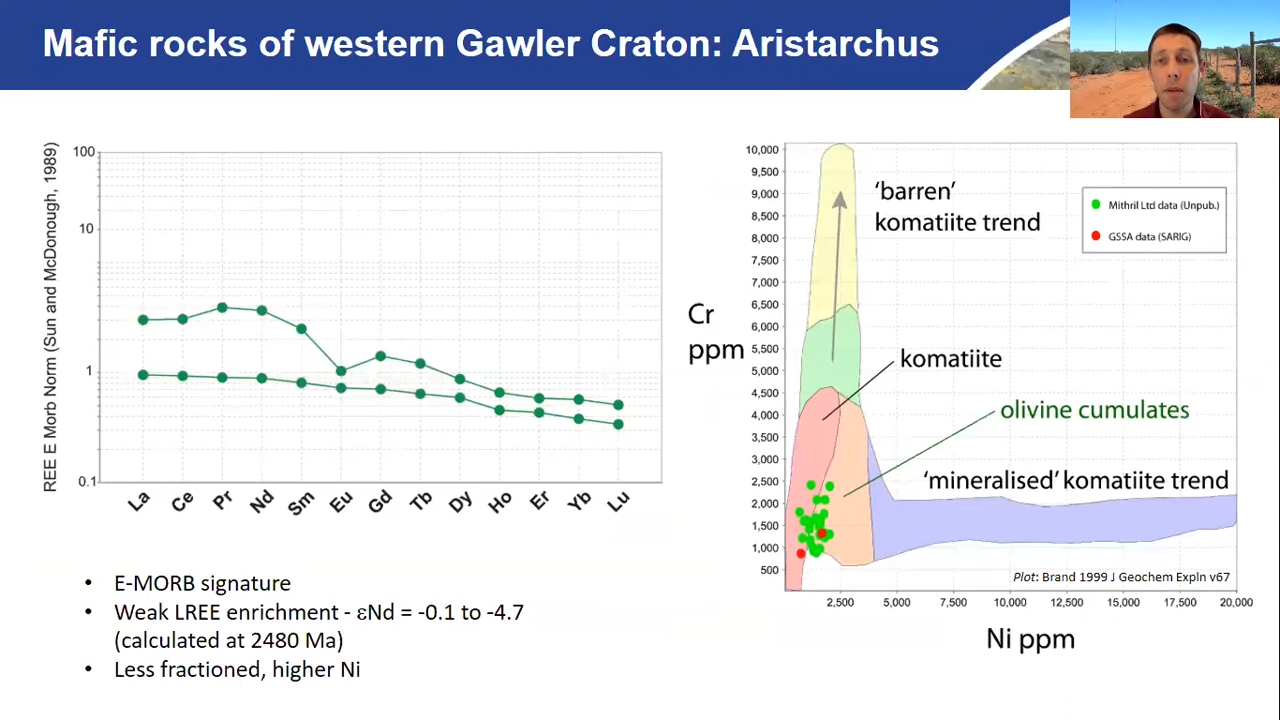 Mafic rocks of western Gawler Craton: Aristarchus
REE E Morb Norm (Sun and McDonough, 1989)
100
10
1
0.1
La Ce Pr Nd Sm Eu Gd Tb Dy Ho Er Yb Lu
• E-MORB signature
• Weak LREE enrichment - εNd = -0.1 to -4.7
(calculated at 2480 Ma)
• Less fractioned, higher Ni
Cr
ppm
10,000
9,500
9,000
8,500
8,000
7,500
7,000
6,500
6,000
5,500
5,000
4,500
4,000
3,500
3,000
2,500
2,000
1,500
1,000
500
'barren'
komatiite trend
Mithril Ltd data (Unpub.)
GSSA data (SARIG)
komatiite
olivine cumulates
'mineralised' komatiite trend
Plot: Brand 1999 J Geochem Expln v67
2,500 5,000 7,500 10,000 12,500 15,000 17,500 20,000
Ni ppm